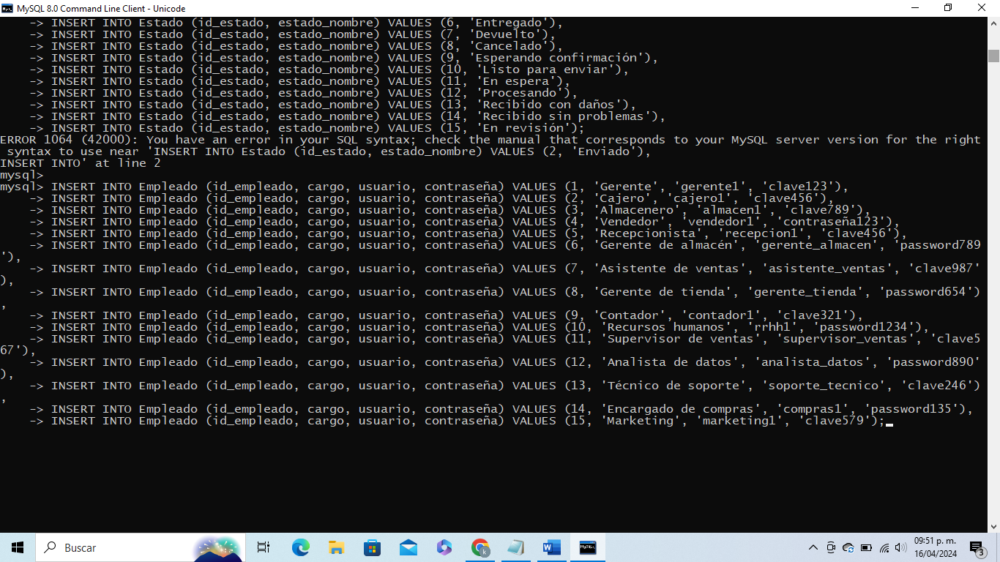 MySQL 8.0 Command Line Client - Unicode
    -> INSERT INTO Estado (id_estado, estado_nombre) VALUES (6, 'Entregado'),
    -> INSERT INTO Estado (id_estado, estado_nombre) VALUES (7, 'Devuelto'),
    -> INSERT INTO Estado (id_estado, estado_nombre) VALUES (8, 'Cancelado'),
    -> INSERT INTO Estado (id_estado, estado_nombre) VALUES (9, 'Esperando confirmación'),
    -> INSERT INTO Estado (id_estado, estado_nombre) VALUES (10, 'Listo para enviar'),
    -> INSERT INTO Estado (id_estado, estado_nombre) VALUES (11, 'En espera'),
    -> INSERT INTO Estado (id_estado, estado_nombre) VALUES (12, 'Procesando'),
    -> INSERT INTO Estado (id_estado, estado_nombre) VALUES (13, 'Recibido con daños'),
    -> INSERT INTO Estado (id_estado, estado_nombre) VALUES (14, 'Recibido sin problemas'),
    -> INSERT INTO Estado (id_estado, estado_nombre) VALUES (15, 'En revisión');
ERROR 1064 (42000): You have an error in your SQL syntax; check the manual that corresponds to your MySQL server version for the right
 syntax to use near 'INSERT INTO Estado (id_estado, estado_nombre) VALUES (2, 'Enviado'),
INSERT INTO' at line 2
mysql>
mysql> INSERT INTO Empleado (id_empleado, cargo, usuario, contraseña) VALUES (1, 'Gerente', 'gerente1', 'clave123'),
    -> INSERT INTO Empleado (id_empleado, cargo, usuario, contraseña) VALUES (2, 'Cajero', 'cajero1', 'clave456'),
    -> INSERT INTO Empleado (id_empleado, cargo, usuario, contraseña) VALUES (3, 'Almacenero', 'almacen1', 'clave789'),
    -> INSERT INTO Empleado (id_empleado, cargo, usuario, contraseña) VALUES (4, 'Vendedor', 'vendedor1', 'contraseña123'),
    -> INSERT INTO Empleado (id_empleado, cargo, usuario, contraseña) VALUES (5, 'Recepcionista', 'recepcion1', 'clave456'),
    -> INSERT INTO Empleado (id_empleado, cargo, usuario, contraseña) VALUES (6, 'Gerente de almacén', 'gerente_almacen', 'password789
'),
    -> INSERT INTO Empleado (id_empleado, cargo, usuario, contraseña) VALUES (7, 'Asistente de ventas', 'asistente_ventas', 'clave987'
),
    -> INSERT INTO Empleado (id_empleado, cargo, usuario, contraseña) VALUES (8, 'Gerente de tienda', 'gerente_tienda', 'password654')
,
    -> INSERT INTO Empleado (id_empleado, cargo, usuario, contraseña) VALUES (9, 'Contador', 'contador1', 'clave321'),
    -> INSERT INTO Empleado (id_empleado, cargo, usuario, contraseña) VALUES (10, 'Recursos humanos', 'rrhh1', 'password1234'),
    -> INSERT INTO Empleado (id_empleado, cargo, usuario, contraseña) VALUES (11, 'Supervisor de ventas', 'supervisor_ventas', 'clave5
67'),
    -> INSERT INTO Empleado (id_empleado, cargo, usuario, contraseña) VALUES (12, 'Analista de datos', 'analista_datos', 'password890'
),
    -> INSERT INTO Empleado (id_empleado, cargo, usuario, contraseña) VALUES (13, 'Técnico de soporte', 'soporte_tecnico', 'clave246')
,
    -> INSERT INTO Empleado (id_empleado, cargo, usuario, contraseña) VALUES (14, 'Encargado de compras', 'compras1', 'password135'),
    -> INSERT INTO Empleado (id_empleado, cargo, usuario, contraseña) VALUES (15, 'Marketing', 'marketing1', 'clave579');
Buscar
09:51 p. m.
16/04/2024
3